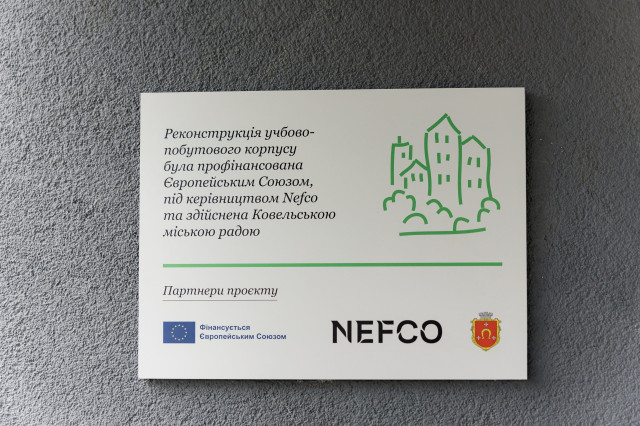 Реконструкція учбово-
побутового корпусу
була профінансована
Європейським Союзом,
під керівництвом Nefco
та здійснена Ковельською
міською радою
Партнери проєкту
Фінансується
Європейським Союзом
NEFCO